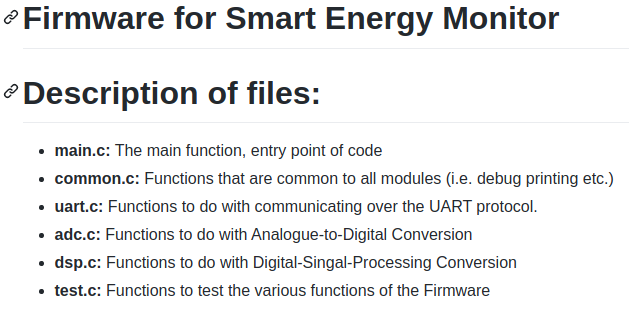 Firmware for Smart Energy Monitor
Description of files:
main.c: The main function, entry point of code
common.c: Functions that are common to all modules (i.e. debug printing etc.)
uart.c: Functions to do with communicating over the UART protocol.
adc.c: Functions to do with Analogue-to-Digital Conversion
dsp.c: Functions to do with Digital-Singal-Processing Conversion
test.c: Functions to test the various functions of the Firmware